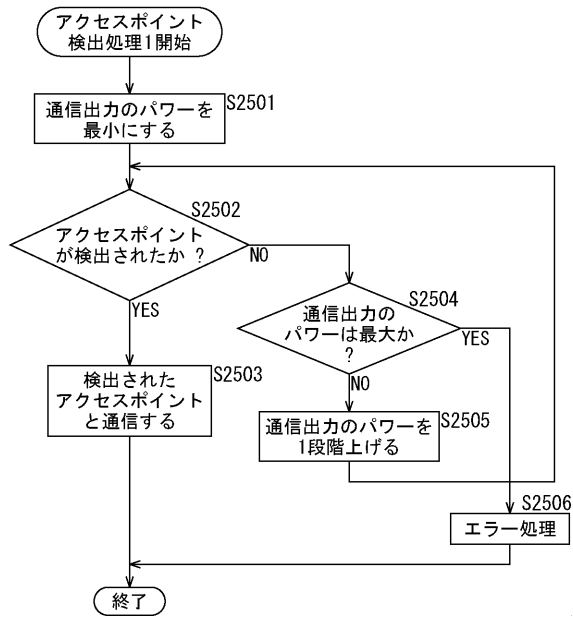 アクセスポイント
検出処理1開始
S2501
通信出力のパワーを
最小にする
S2502
アクセスポイント
が検出されたか ?
NO
YES
S2504
通信出力の
パワーは最大か
?
YES
NO
S2503
検出された
アクセスポイント
と通信する
S2505
通信出力のパワーを
1段階上げる
S2506
エラー処理
終了